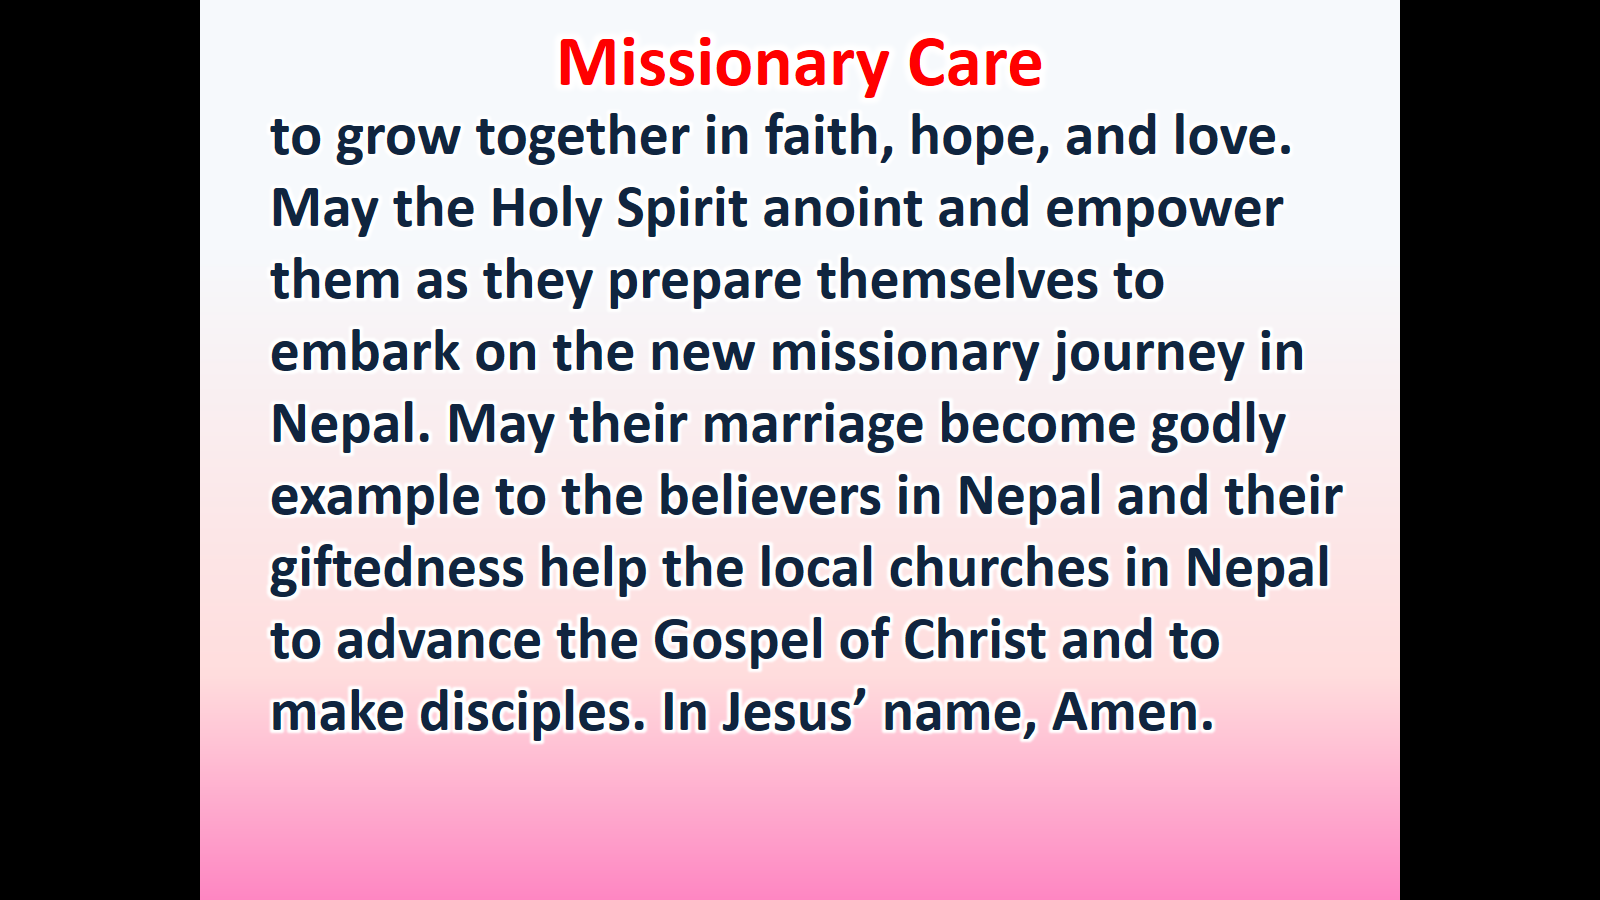 Missionary Care
to grow together in faith, hope, and love.
May the Holy Spirit anoint and empower
them as they prepare themselves to
embark on the new missionary journey in
Nepal. May their marriage become godly
example to the believers in Nepal and their
giftedness help the local churches in Nepal
to advance the Gospel of Christ and to
make disciples. In Jesus’ name, Amen.